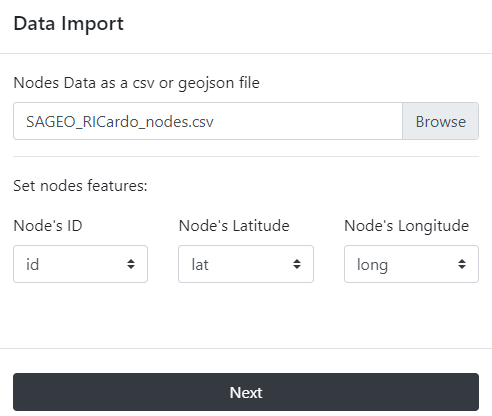 Data Import
Nodes Data as a csv or geojson file
SAGEO_RICardo_nodes.csv Browse
Set nodes features:
Node's ID Node's Latitude Node's Longitude
id lat long
Next